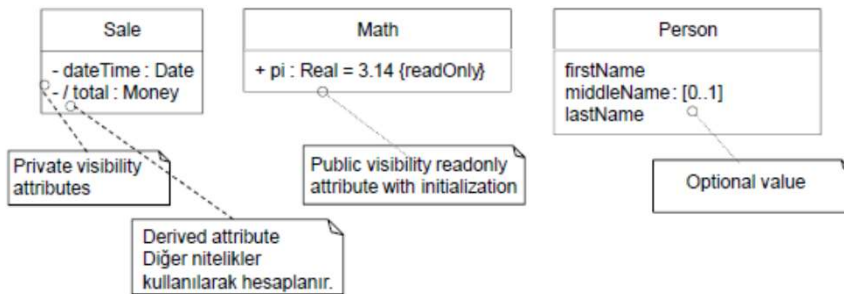 Sale
- dateTime : Date
- / total : Money
Math
+ pi : Real = 3.14 {readOnly}
Person
firstName
middleName : [0..1]
lastName
Private visibility
attributes
Public visibility readonly
attribute with initialization
Optional value
Derived attribute
Diğer nitelikler
kullanılarak hesaplanır.